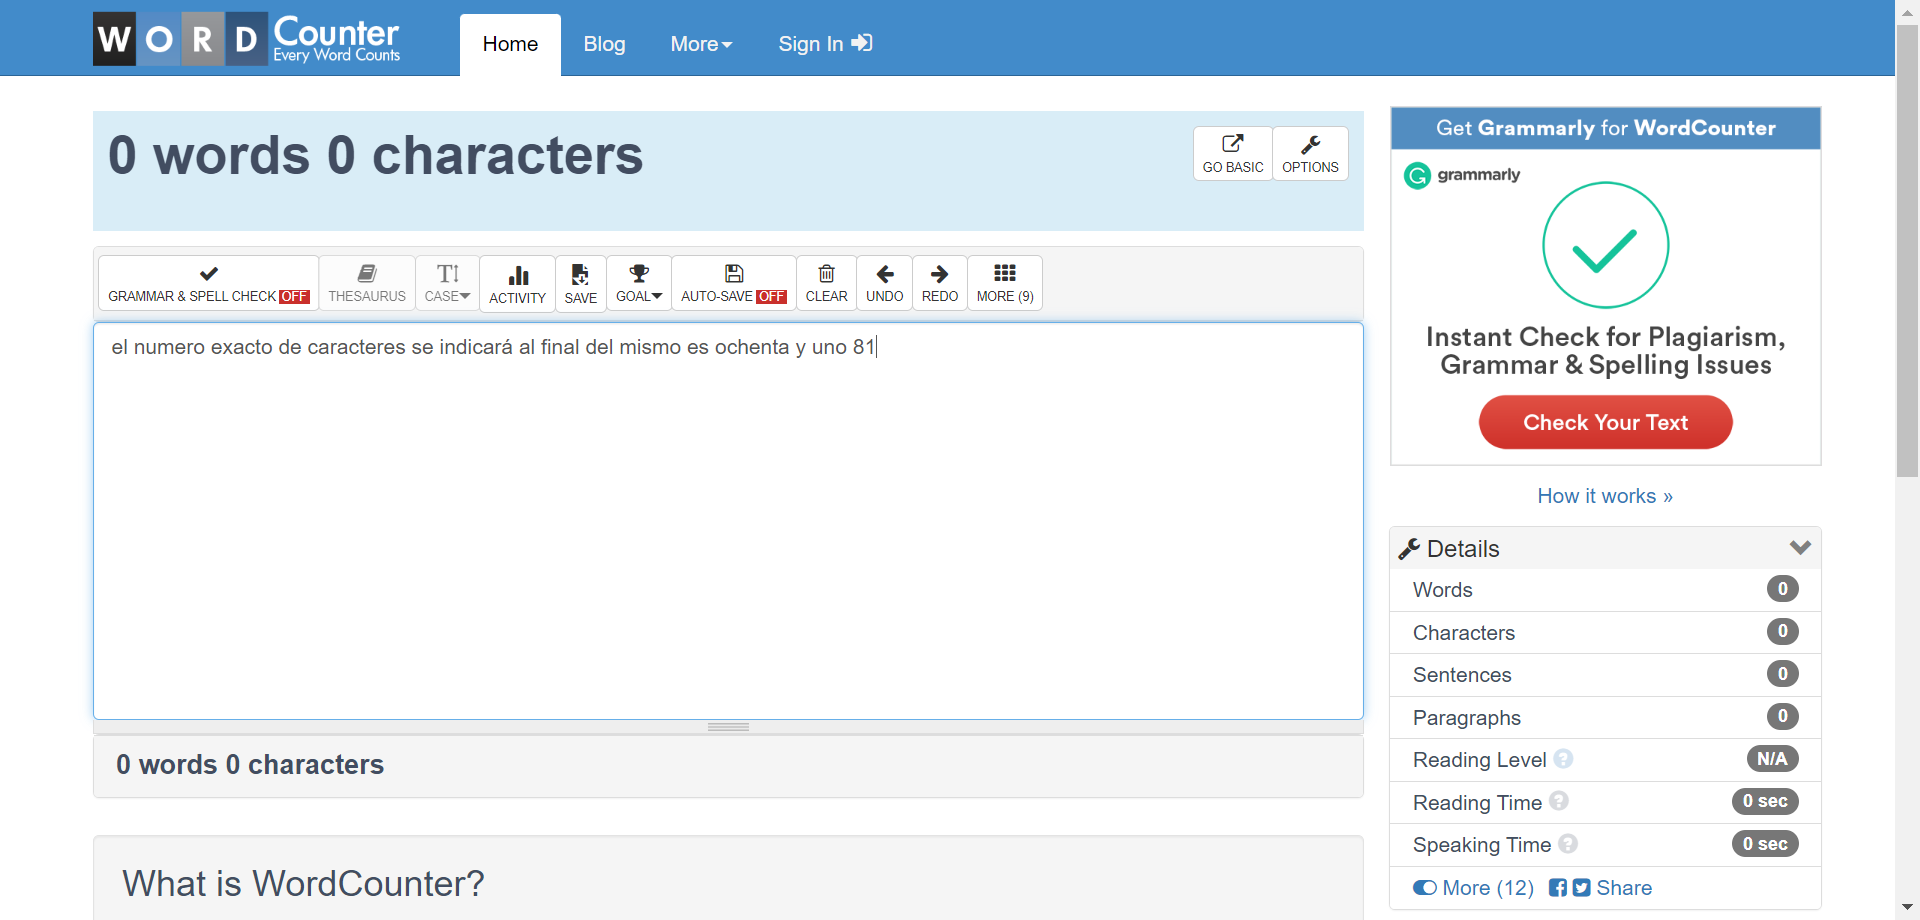 WORD Counter
Every Word Counts
Home Blog More Sign In
0 words 0 characters
GO BASIC OPTIONS
GRAMMAR & SPELL CHECK OFF THESAURUS CASE ACTIVITY SAVE GOAL AUTO-SAVE OFF CLEAR UNDO REDO MORE (9)
el numero exacto de caracteres se indicará al final del mismo es ochenta y uno 81
0 words 0 characters
What is WordCounter?
Get Grammarly for WordCounter
grammarly
Instant Check for Plagiarism,
Grammar & Spelling Issues
Check Your Text
How it works »
Details
Words 0
Characters 0
Sentences 0
Paragraphs 0
Reading Level ? N/A
Reading Time ? 0 sec
Speaking Time ? 0 sec
More (12) Share